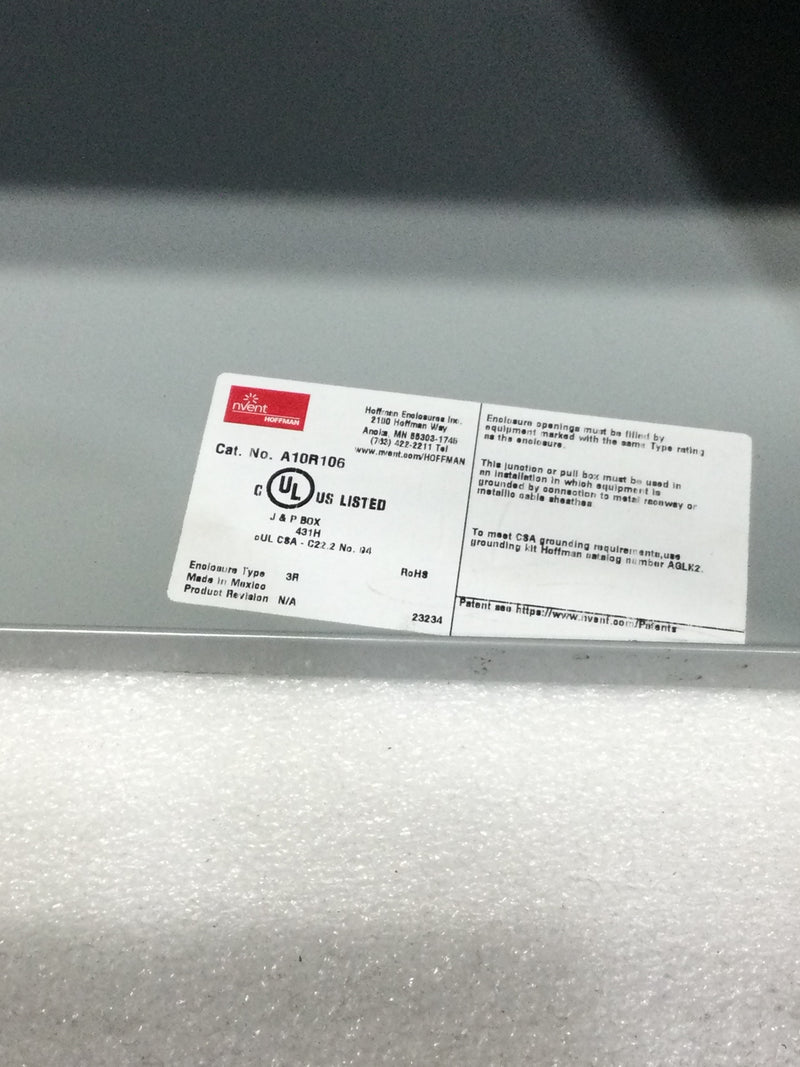 nvent
HOFFMAN
Hoffman Enclosures Inc.
2100 Hoffman Way
Anoka, MN 55303-1745
(763) 422-2211 Tel
www.nvent.com/HOFFMAN
Cat. No. A10R106
C UL US LISTED
J & P BOX
431H
cUL CSA - C22.2 No. 94
Enclosure Type 3R
RoHS
Made in Mexico
Product Revision N/A
23234
Enclosure openings must be filled by
equipment marked with the same Type rating
as the enclosure.
This junction or pull box must be used in
an installation in which equipment is
grounded by connection to metal raceway or
metallic cable sheathes
To meet CSA grounding requirements,use
grounding kit Hoffman catalog number AGLK2.
Patent see https://www.nvent.com/Patents